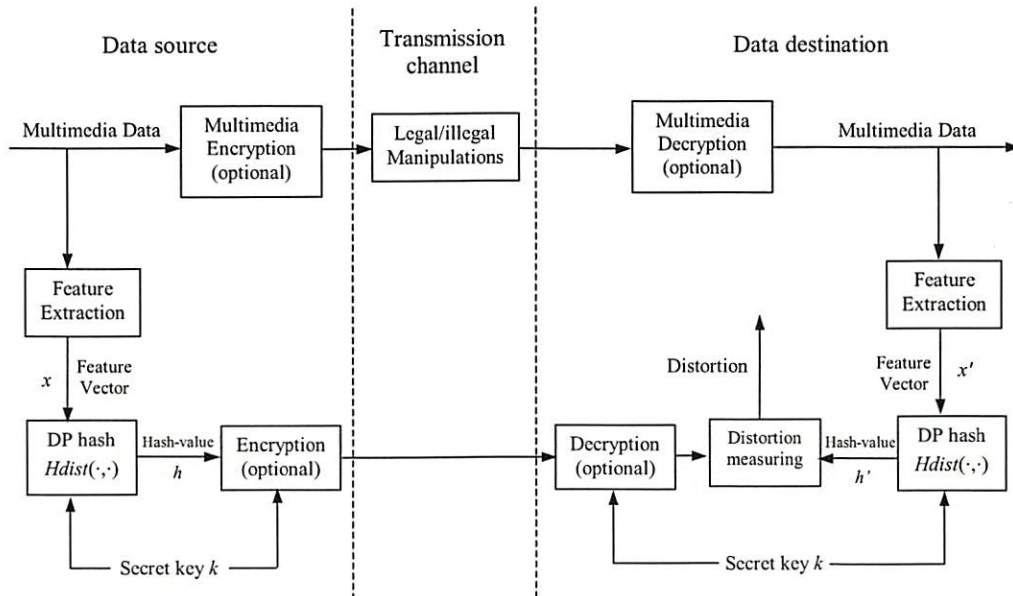 Data source
Transmission
channel
Data destination
Multimedia Data
Multimedia
Encryption
(optional)
Legal/illegal
Manipulations
Multimedia
Decryption
(optional)
Multimedia Data
Feature
Extraction
Feature
Extraction
x
Feature
Vector
Distortion
Feature
Vector
x'
DP hash
Hdist(·,·)
Hash-value
h
Encryption
(optional)
Decryption
(optional)
Distortion
measuring
Hash-value
h'
DP hash
Hdist(·,·)
Secret key k
Secret key k